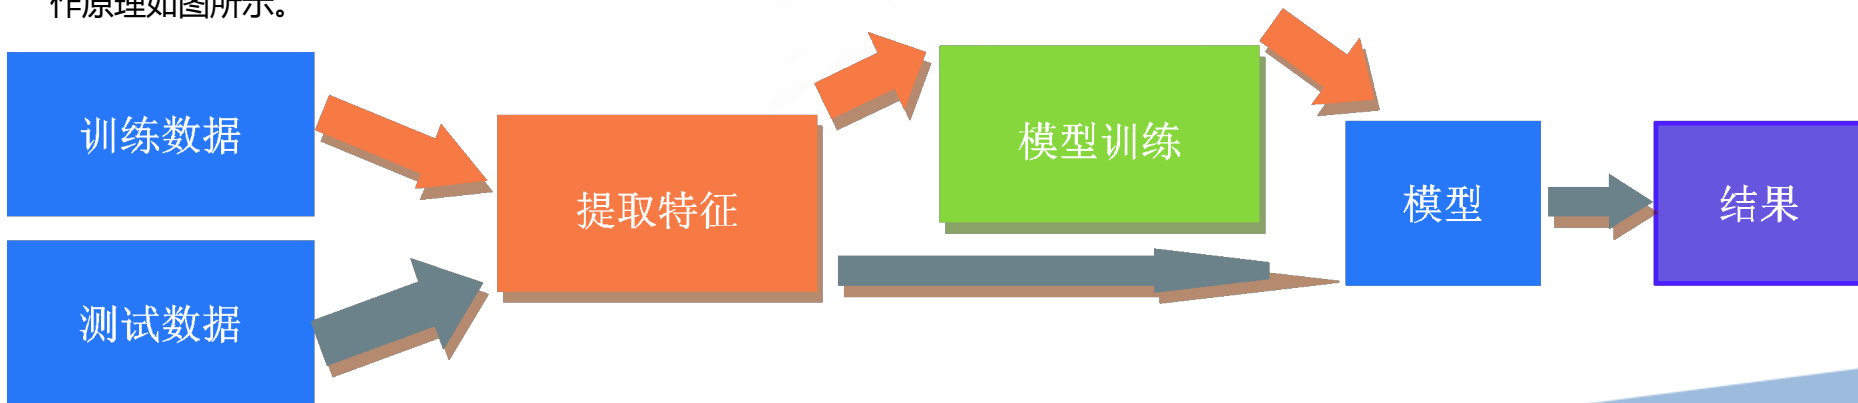 作原理如图所示。
训练数据
测试数据
提取特征
模型训练
模型
结果